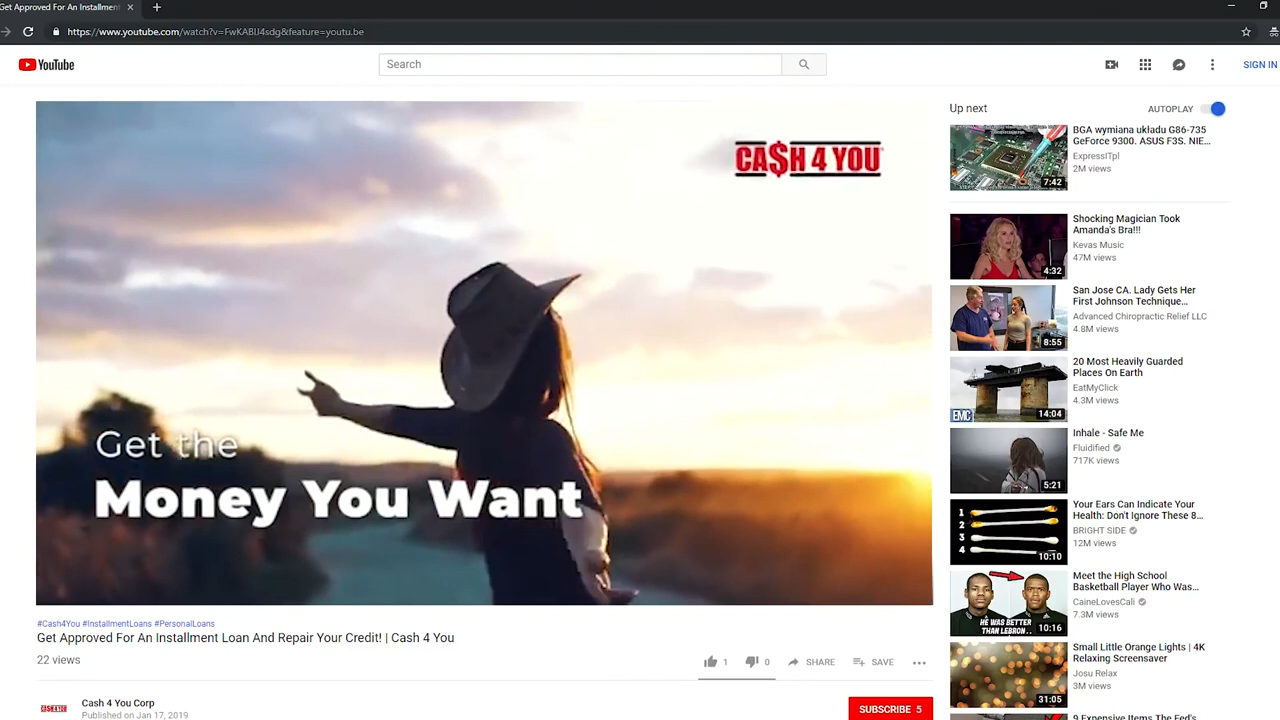 Get Approved For An Installment
https://www.youtube.com/watch?v=FwKABU4sdg&feature=youtu.be
YouTube
Search
SIGN IN
CA$H 4 YOU
Get the
Money You Want
#Cash4You #InstallmentLoans #PersonalLoans
Get Approved For An Installment Loan And Repair Your Credit! | Cash 4 You
22 views
1
0
SHARE
SAVE
CA$H4YOU
Cash 4 You Corp
Published on Jan 17, 2019
SUBSCRIBE 5
Up next
AUTOPLAY
7:42
BGA wymiana układu G86-735
GeForce 9300. ASUS F3S. NIE...
ExpressITpl
2M views
4:32
Shocking Magician Took
Amanda's Bra!!!
Kevas Music
47M views
8:55
San Jose CA. Lady Gets Her
First Johnson Technique...
Advanced Chiropractic Relief LLC
4.8M views
EMC
14:04
20 Most Heavily Guarded
Places On Earth
EatMyClick
4.3M views
5:21
Inhale - Safe Me
Fluidified
717K views
1
2
3
4
10:10
Your Ears Can Indicate Your
Health: Don't Ignore These 8...
BRIGHT SIDE
12M views
HE WAS BETTER
THAN LEBRON..
10:16
Meet the High School
Basketball Player Who Was...
CaineLovesCali
7.3M views
31:05
Small Little Orange Lights | 4K
Relaxing Screensaver
Josu Relax
3M views
9 Expensive Items The Fed's